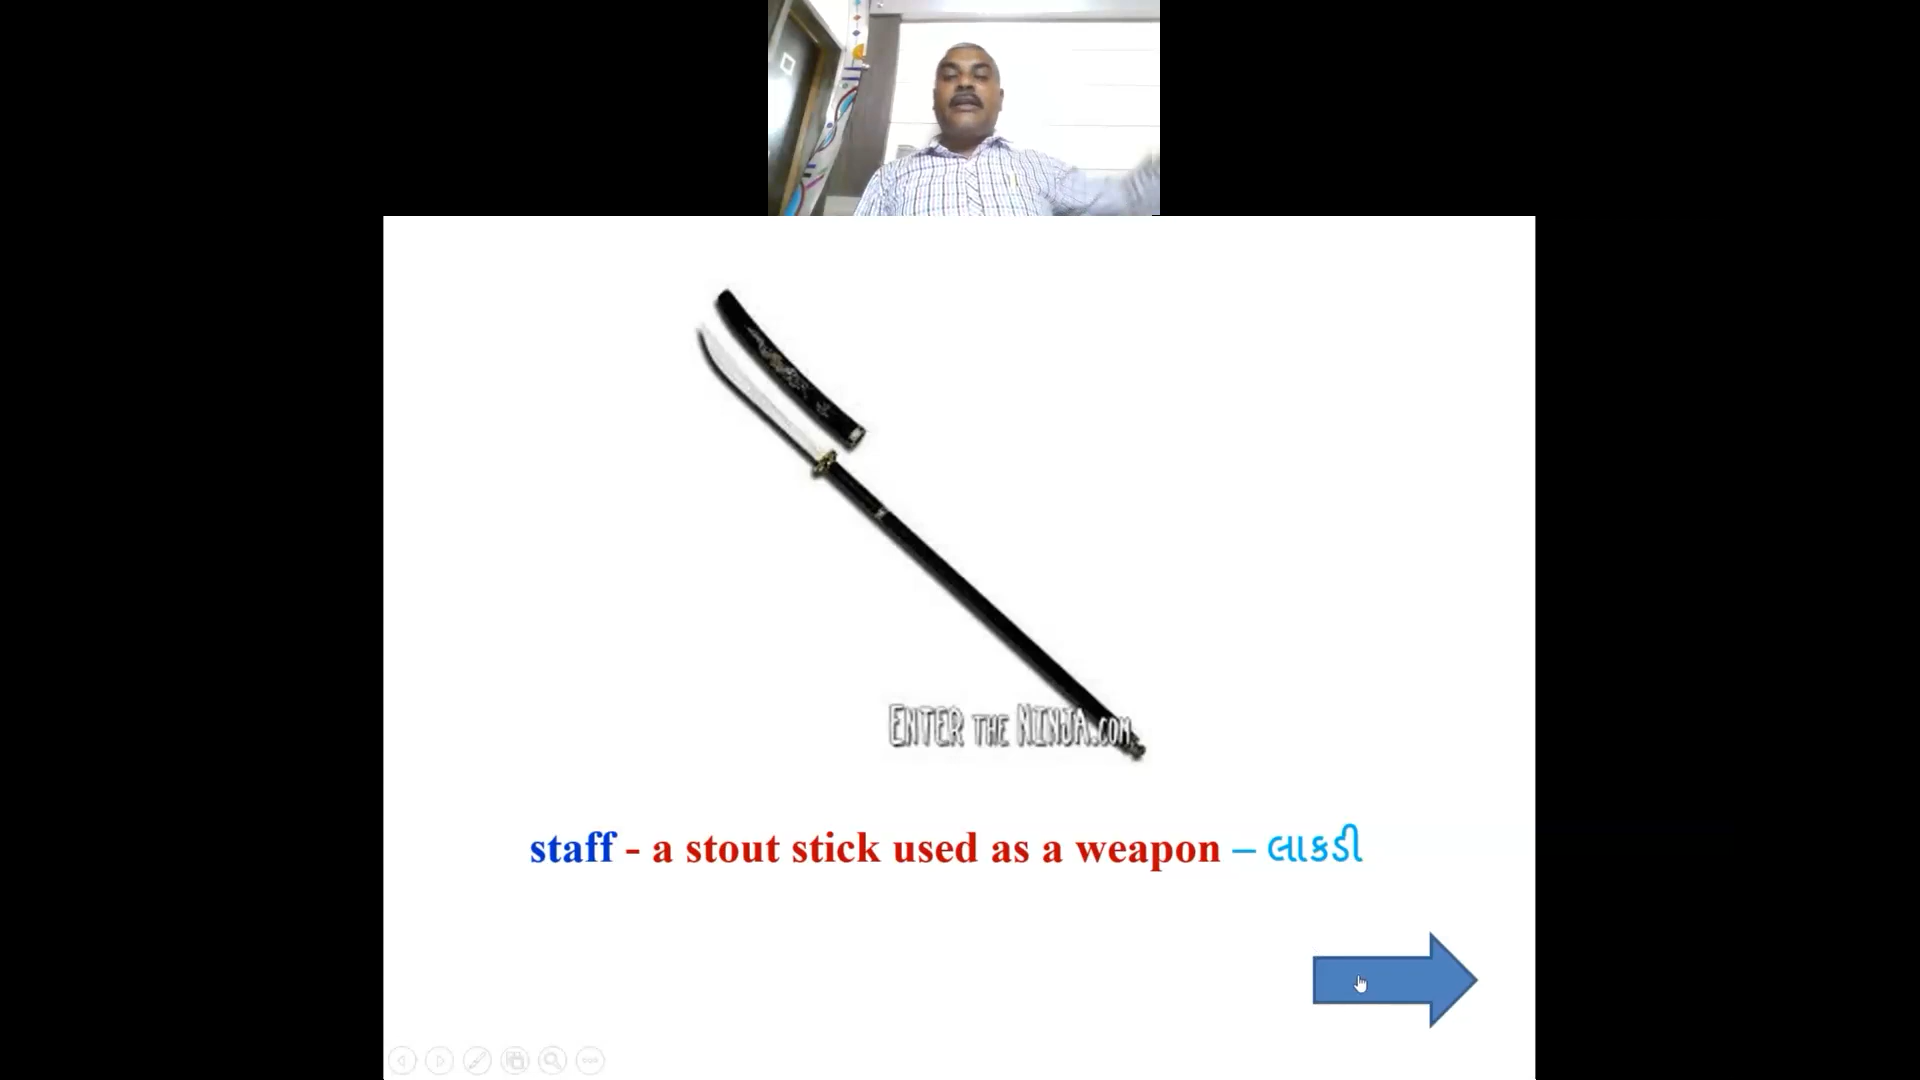 ENTER THE NINJA.COM
staff - a stout stick used as a weapon – લાકડી